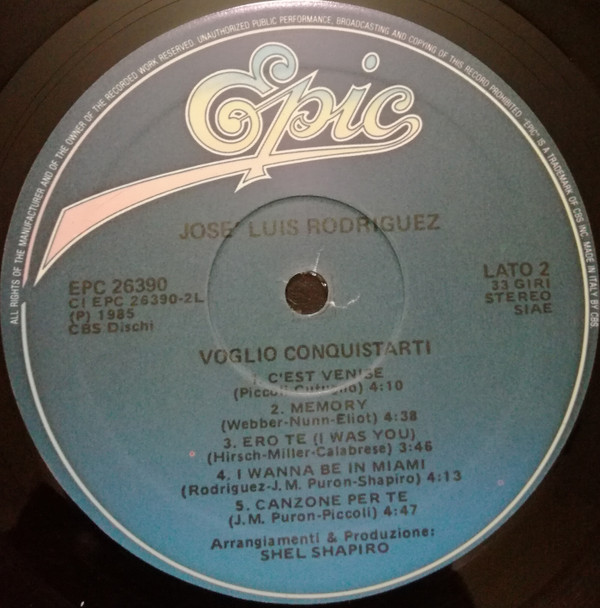 ALL RIGHTS OF THE MANUFACTURER AND OF THE OWNER OF THE RECORDED WORK RESERVED. UNAUTHORIZED PUBLIC PERFORMANCE, BROADCASTING AND COPYING OF THIS RECORD PROHIBITED. "EPIC" IS A TRADEMARK OF CBS INC. MADE IN ITALY BY CBS.
Epic
JOSE' LUIS RODRIGUEZ
EPC 26390
CI EPC 26390-2L
(P) 1985
CBS Dischi
LATO 2
33 GIRI
STEREO
SIAE
VOGLIO CONQUISTARTI
1. C'EST VENISE
(Piccoli-Cutugno) 4:10
2. MEMORY
(Webber-Nunn-Eliot) 4:38
3. ERO TE (I WAS YOU)
(Hirsch-Miller-Calabrese) 3:46
4. I WANNA BE IN MIAMI
(Rodriguez-J.M. Puron-Shapiro) 4:13
5. CANZONE PER TE
(J.M. Puron-Piccoli) 4:47
Arrangiamenti & Produzione:
SHEL SHAPIRO